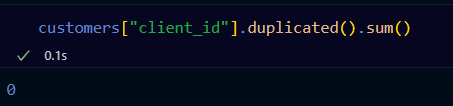 customers["client_id"].duplicated().sum()
✓ 0.1s
0